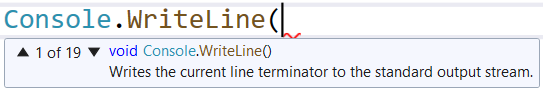 Console.WriteLine(
▲ 1 of 19 ▼ void Console.WriteLine()
Writes the current line terminator to the standard output stream.